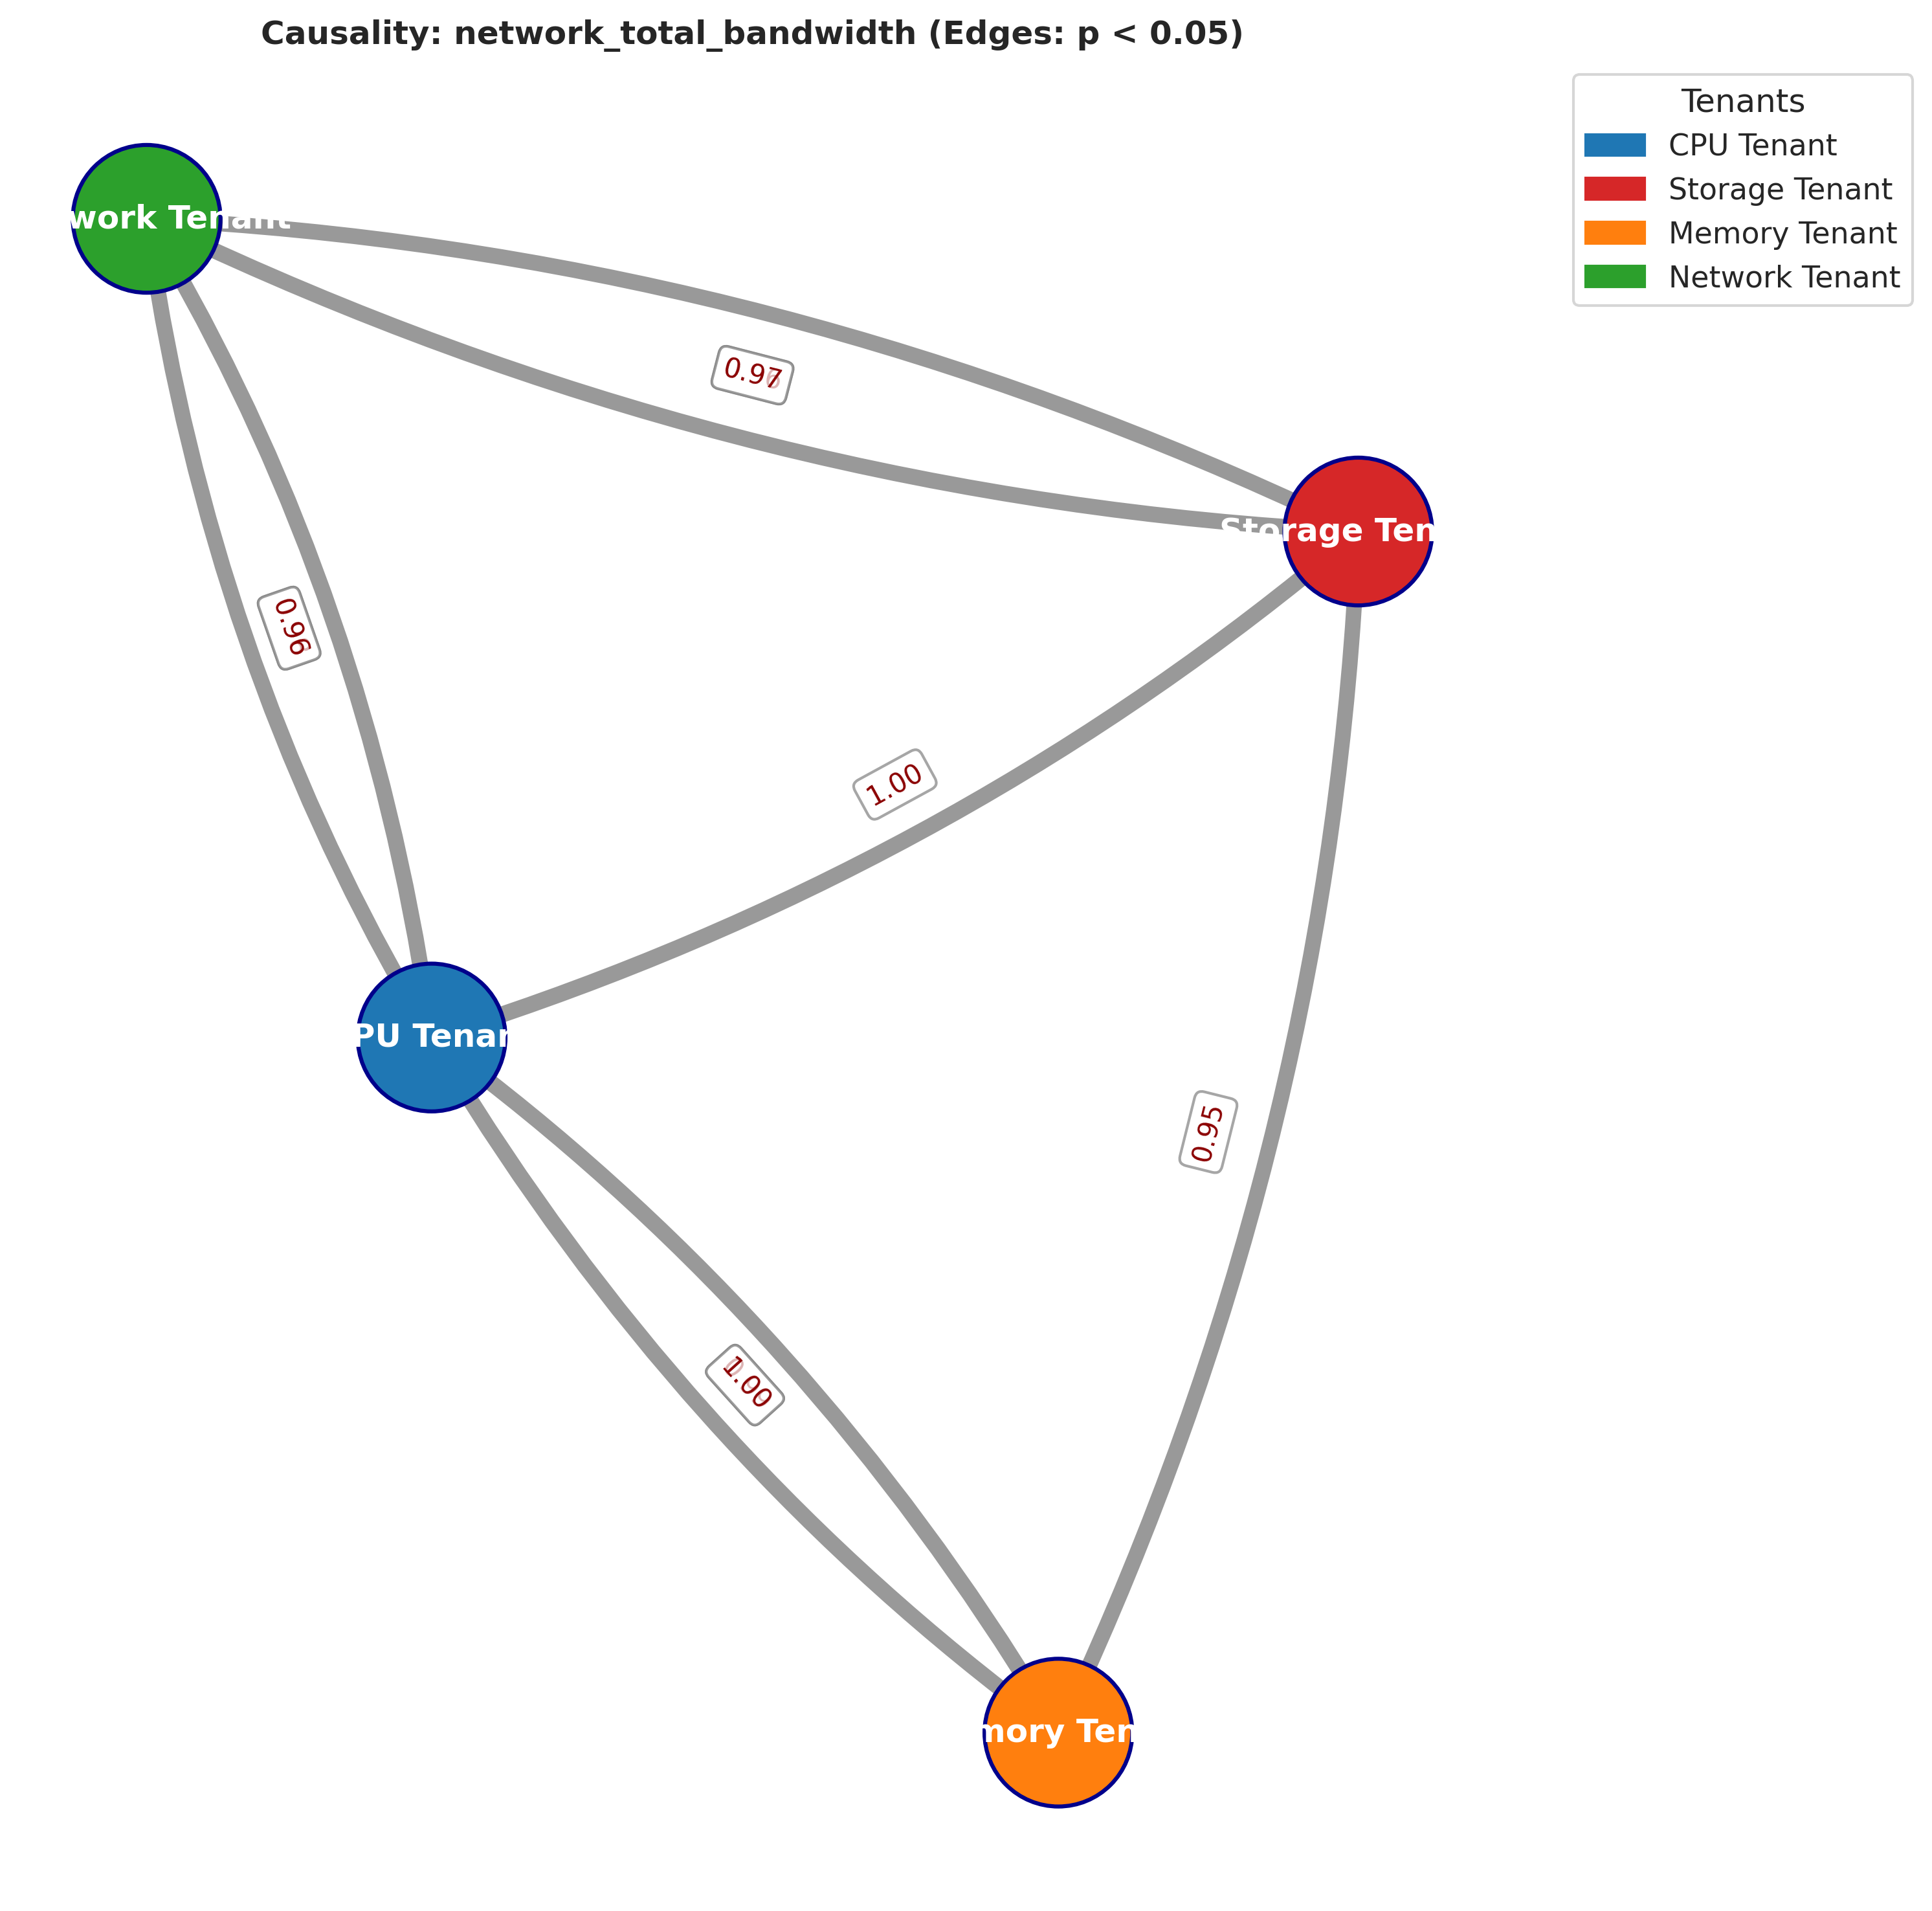 Causality: network_total_bandwidth (Edges: p < 0.05)
Tenants
CPU Tenant
Storage Tenant
Memory Tenant
Network Tenant
work Tenant
0.97
Storage Ten
0.96
1.00
PU Tenan
0.95
1.00
mory Ten